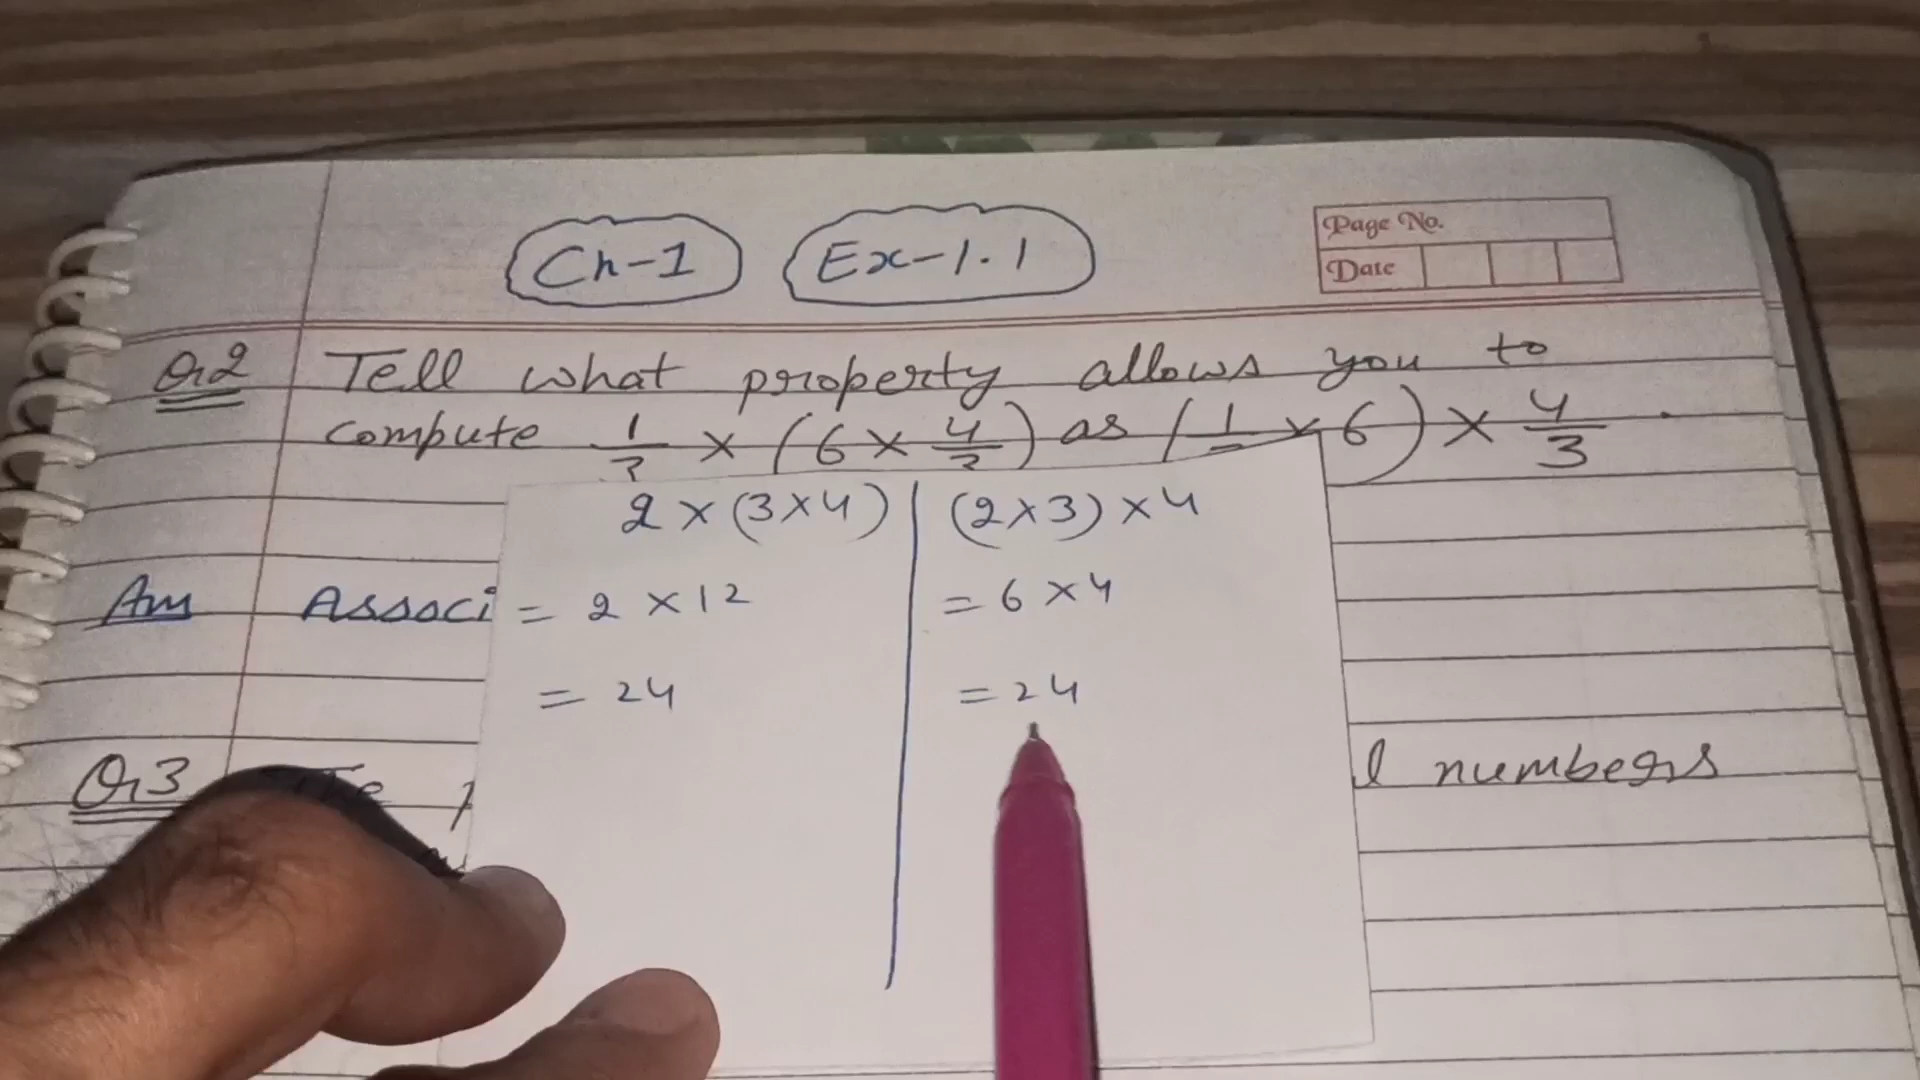 Ch-1 Ex-1.1
Page No.
Date
Q.2 Tell what property allows you to
compute 1/3 × (6 × 4/3) as (1/ × 6) × 4/3.
2 × (3×4) | (2×3) × 4
Ans Associ = 2 × 12 = 6 × 4
= 24 = 24
Q.3 The l numbers